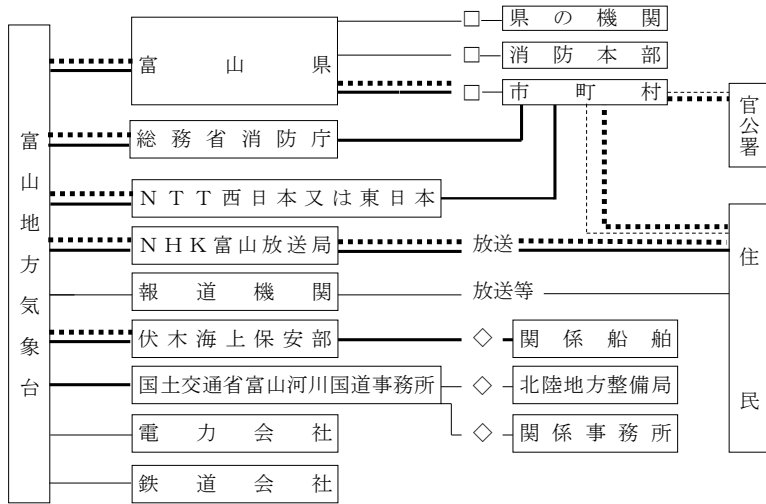 富山地方気象台
富山県
□ 県の機関
□ 消防本部
□ 市町村
官公署
総務省消防庁
NTT西日本又は東日本
NHK富山放送局
放送
住民
報道機関
放送等
伏木海上保安部
◇ 関係船舶
国土交通省富山河川国道事務所
◇ 北陸地方整備局
電力会社
◇ 関係事務所
鉄道会社